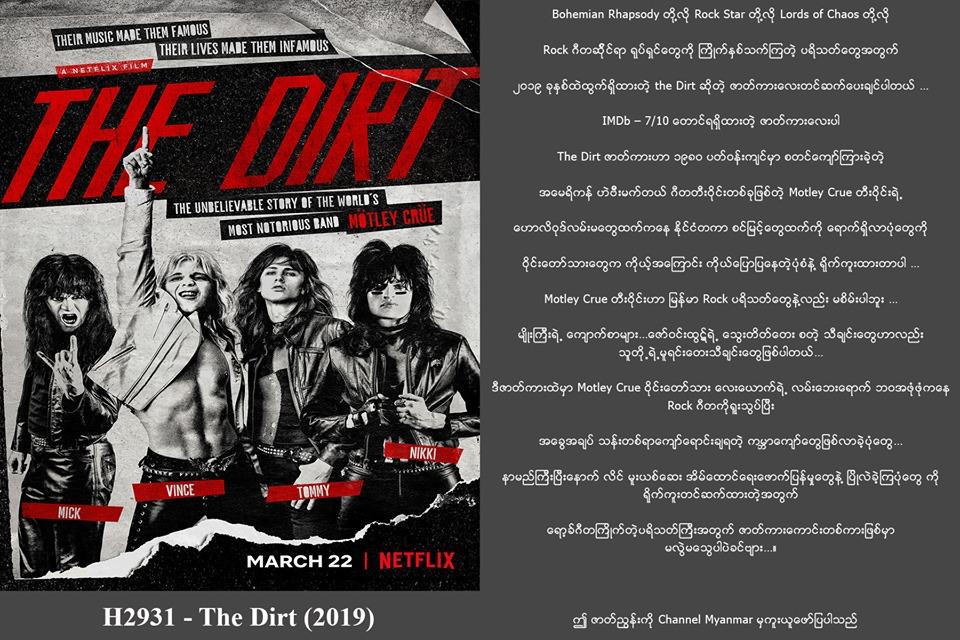 THEIR MUSIC MADE THEM FAMOUS
THEIR LIVES MADE THEM INFAMOUS
A NETFLIX FILM
THE DIRT
THE UNBELIEVABLE STORY OF THE WORLD'S
MOST NOTORIOUS BAND MÖTLEY CRÜE
MICK
VINCE
TOMMY
NIKKI
MARCH 22 | NETFLIX
H2931 - The Dirt (2019)
Bohemian Rhapsody တို့လို Rock Star တို့လို Lords of Chaos တို့လို
Rock ဂီတဆိုင်ရာ ရုပ်ရှင်တွေကို ကြိုက်နှစ်သက်ကြတဲ့ ပရိသတ်တွေအတွက်
၂၀၁၉ ခုနှစ်ထဲထွက်ရှိထားတဲ့ the Dirt ဆိုတဲ့ ဇာတ်ကားလေးတင်ဆက်ပေးချင်ပါတယ် ...
IMDb – 7/10 တောင်ရရှိထားတဲ့ ဇာတ်ကားလေးပါ
The Dirt ဇာတ်ကားဟာ ၁၉၈၀ ပတ်ဝန်းကျင်မှာ စတင်ကျော်ကြားခဲ့တဲ့
အမေရိကန် ဟဲဗီးမက်တယ် ဂီတတီးဝိုင်းတစ်ခုဖြစ်တဲ့ Motley Crue တီးဝိုင်းရဲ့
ဟောလိဝုဒ်လမ်းမတွေထက်ကနေ နိုင်ငံတကာ စင်မြင့်တွေထက်ကို ရောက်ရှိလာပုံတွေကို
ဝိုင်းတော်သားတွေက ကိုယ့်အကြောင်း ကိုယ်ပြောပြနေတဲ့ပုံစံနဲ့ ရိုက်ကူးထားတာပါ ...
Motley Crue တီးဝိုင်းဟာ မြန်မာ Rock ပရိသတ်တွေနဲ့လည်း မစိမ်းပါဘူး ...
မျိုးကြီးရဲ့ ကျောက်စာများ...ဇော်ဝင်းထွဋ်ရဲ့ သွေးတိတ်တေး စတဲ့ သီချင်းတွေဟာလည်း
သူတို့ရဲ့မူရင်းတေးသီချင်းတွေဖြစ်ပါတယ်...
ဒီဇာတ်ကားထဲမှာ Motley Crue ဝိုင်းတော်သား လေးယောက်ရဲ့ လမ်းဘေးရောက် ဘဝအဖုံဖုံကနေ
Rock ဂီတကိုရူးသွပ်ပြီး
အခွေအချပ် သန်းတစ်ရာကျော်ရောင်းချရတဲ့ ကမ္ဘာကျော်တွေဖြစ်လာခဲ့ပုံတွေ...
နာမည်ကြီးပြီးနောက် လိင် မူးယစ်ဆေး အိမ်ထောင်ရေးဖောက်ပြန်မှုတွေနဲ့ ပြိုလဲခဲ့ကြပုံတွေ ကို
ရိုက်ကူးတင်ဆက်ထားတဲ့အတွက်
ရော့ခ်ဂီတကြိုက်တဲ့ပရိသတ်ကြီးအတွက် ဇာတ်ကားကောင်းတစ်ကားဖြစ်မှာ
မလွဲမသွေပါပဲခင်ဗျား...။
ဤ ဇာတ်ညွှန်းကို Channel Myanmar မှကူးယူဖော်ပြပါသည်